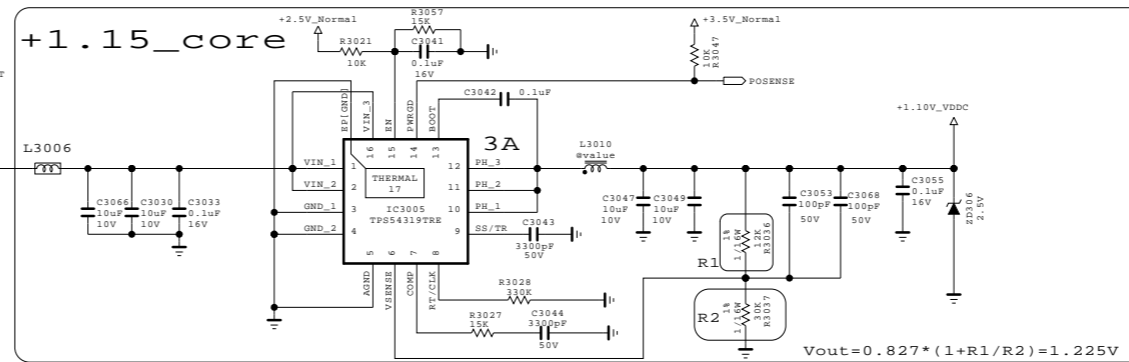 +1.15_core
+2.5V_Normal
R3057
15K
R3021
10K
C3041
0.1uF
16V
+3.5V_Normal
10K
R3047
POSENSE
C3042
0.1uF
+1.10V_VDDC
L3006
EP[GND]
VIN_3
EN
PWRGD
BOOT
16
15
14
13
3A
L3010
@value
VIN_1
1
THERMAL
17
12
PH_3
VIN_2
2
11
PH_2
GND_1
3
IC3005
TPS54319TRE
10
PH_1
GND_2
4
9
SS/TR
C3043
3300pF
50V
C3066
10uF
10V
C3030
10uF
10V
C3033
0.1uF
16V
C3047
10uF
10V
C3049
10uF
10V
C3053
100pF
50V
C3068
100pF
50V
C3055
0.1uF
16V
ZD306
2.5V
5
6
7
8
AGND
VSENSE
COMP
RT/CLK
R1
1%
1/16W
12K
R3036
R3028
330K
R3027
15K
C3044
3300pF
50V
R2
1%
1/16W
30K
R3037
Vout=0.827*(1+R1/R2)=1.225V